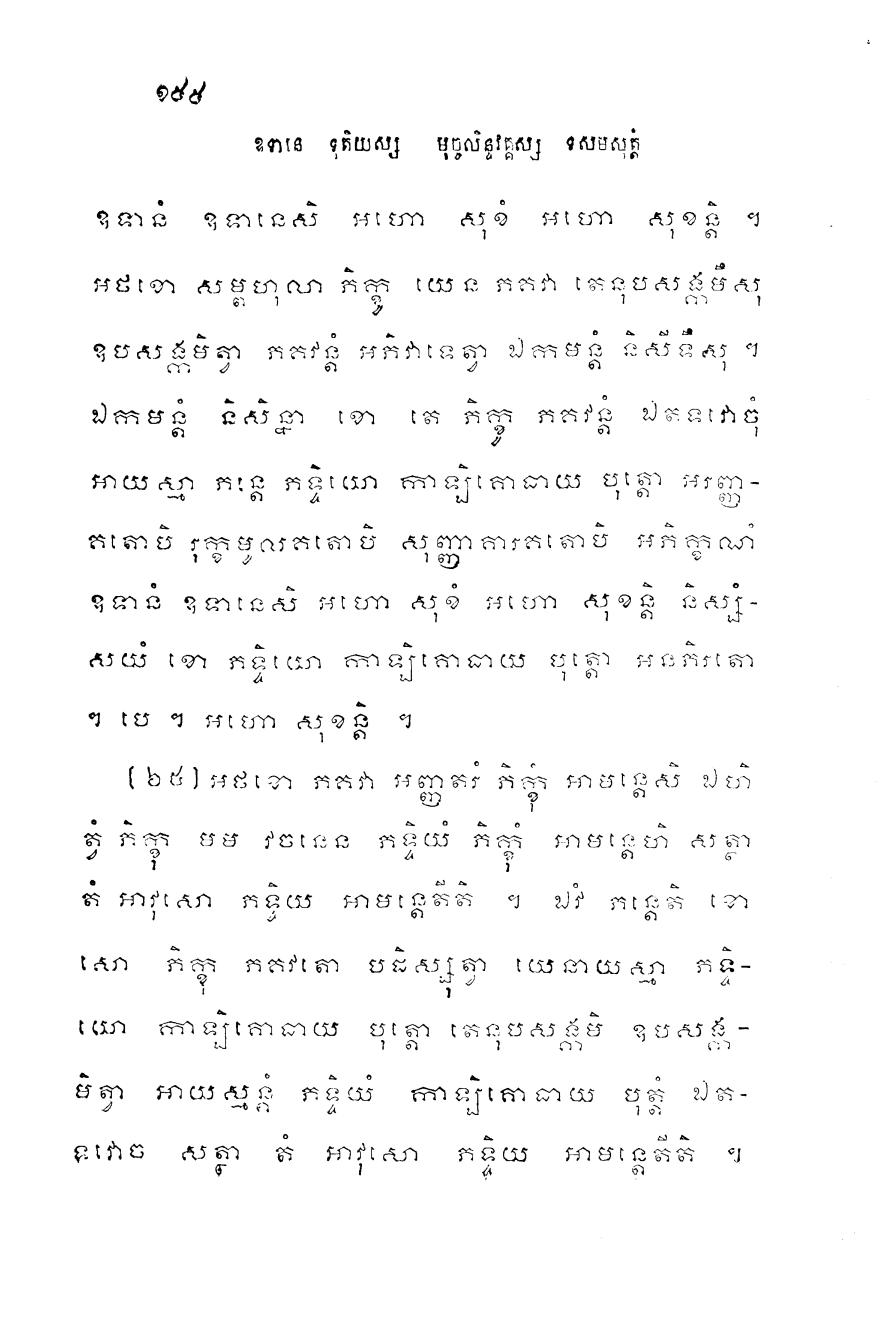 ១៥៥
ឧទានេ ទុតិយស្ស មុច្ចលិន្ទវគ្គស្ស ទសមសុត្តំ
ឧទានំ ឧទានេសិ អហោ សុខំ អហោ សុខន្តិ ។
អថខោ សម្ពហុលា ភិក្ខូ យេន ភគវា តេនុបសង្កមឹសុ
ឧបសង្កមិត្វា ភគវន្តំ អភិវាទេត្វា ឯកមន្តំ និសីទឹសុ ។
ឯកមន្តំ និសិន្នា ខោ តេ ភិក្ខូ ភគវន្តំ ឯតទវោចុំ
អាយស្មា ភន្តេ ភទ្ទិយោ កាឡិគោធាយ បុត្តោ អរញ្ញ-
គតោបិ រុក្ខមូលគតោបិ សុញ្ញាគារគតោបិ អភិក្ខណំ
ឧទានំ ឧទានេសិ អហោ សុខំ អហោ សុខន្តិ និស្សំ-
សយំ ខោ ភទ្ទិយោ កាឡិគោធាយ បុត្តោ អនភិរតោ
។ បេ ។ អហោ សុខន្តិ ។
(៦៥) អថខោ ភគវា អញ្ញតរំ ភិក្ខុំ អាមន្តេសិ ឯហិ
ត្វំ ភិក្ខុ មម វចនេន ភទ្ទិយំ ភិក្ខុំ អាមន្តេហិ សត្ថា
តំ អាវុសោ ភទ្ទិយ អាមន្តេតីតិ ។ ឯវំ ភន្តេតិ ខោ
សោ ភិក្ខុ ភគវតោ បដិស្សុត្វា យេនាយស្មា ភទ្ទិ-
យោ កាឡិគោធាយ បុត្តោ តេនុបសង្កមិ ឧបសង្ក-
មិត្វា អាយស្មន្តំ ភទ្ទិយំ កាឡិគោធាយ បុត្តំ ឯត-
ទវោច សត្ថា តំ អាវុសោ ភទ្ទិយ អាមន្តេតីតិ ។